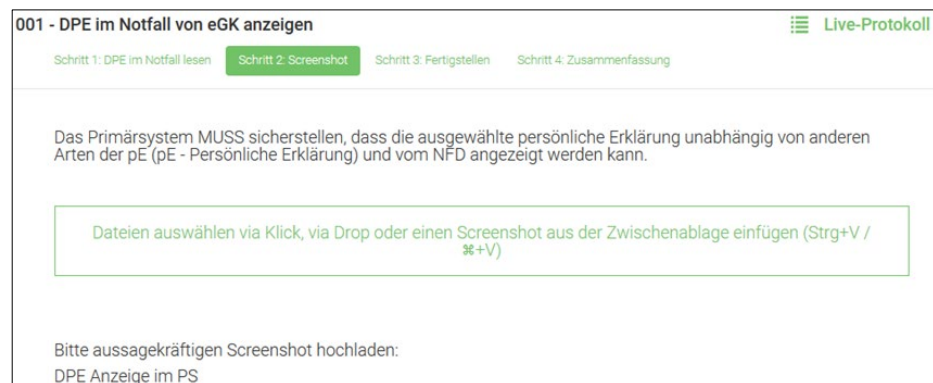 001 - DPE im Notfall von eGK anzeigen
Live-Protokoll
Schritt 1: DPE im Notfall lesen Schritt 2: Screenshot Schritt 3: Fertigstellen Schritt 4: Zusammenfassung
Das Primärsystem MUSS sicherstellen, dass die ausgewählte persönliche Erklärung unabhängig von anderen
Arten der pE (pE - Persönliche Erklärung) und vom NFD angezeigt werden kann.
Dateien auswählen via Klick, via Drop oder einen Screenshot aus der Zwischenablage einfügen (Strg+V /
⌘+V)
Bitte aussagekräftigen Screenshot hochladen:
DPE Anzeige im PS